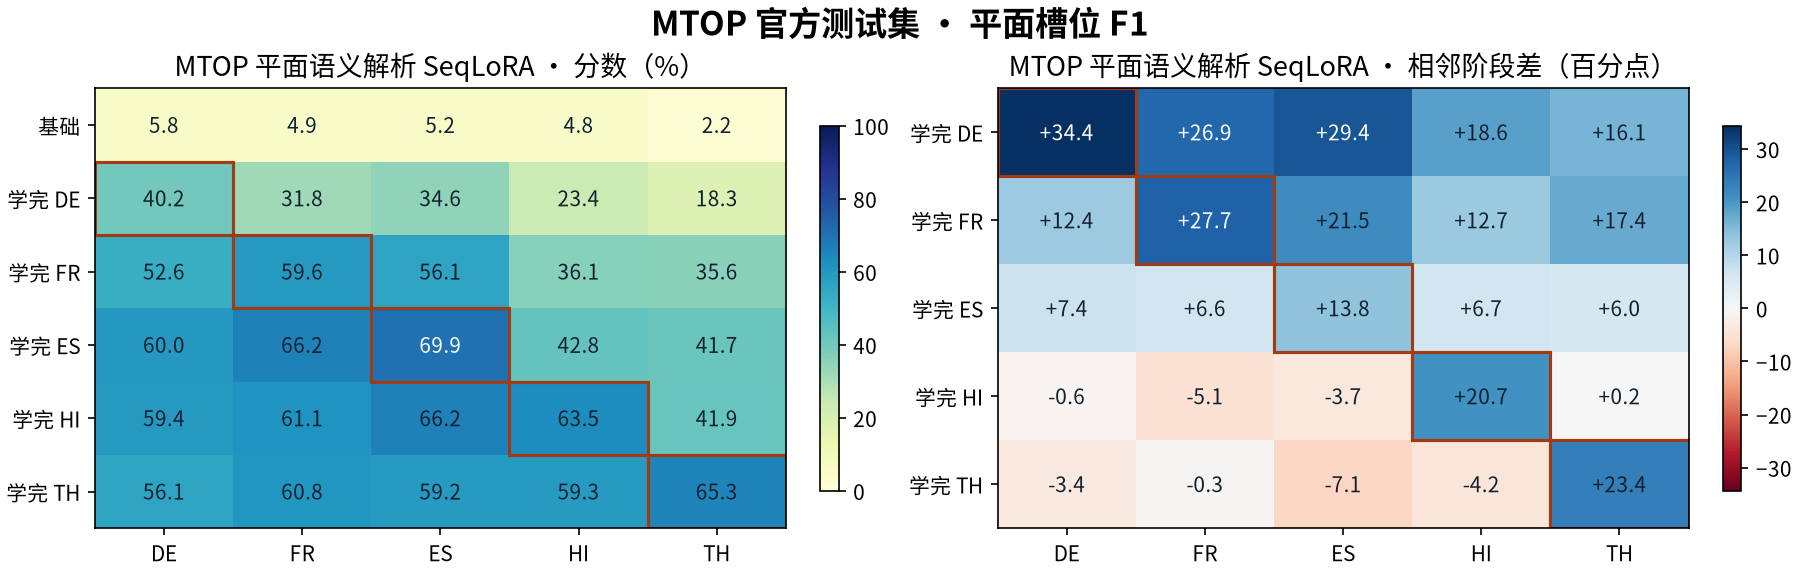 MTOP 官方测试集 · 平面槽位 F1
MTOP 平面语义解析 SeqLoRA · 分数（%）
基础 5.8 4.9 5.2 4.8 2.2
学完 DE 40.2 31.8 34.6 23.4 18.3
学完 FR 52.6 59.6 56.1 36.1 35.6
学完 ES 60.0 66.2 69.9 42.8 41.7
学完 HI 59.4 61.1 66.2 63.5 41.9
学完 TH 56.1 60.8 59.2 59.3 65.3
DE FR ES HI TH
100
80
60
40
20
0
MTOP 平面语义解析 SeqLoRA · 相邻阶段差（百分点）
学完 DE +34.4 +26.9 +29.4 +18.6 +16.1
学完 FR +12.4 +27.7 +21.5 +12.7 +17.4
学完 ES +7.4 +6.6 +13.8 +6.7 +6.0
学完 HI -0.6 -5.1 -3.7 +20.7 +0.2
学完 TH -3.4 -0.3 -7.1 -4.2 +23.4
DE FR ES HI TH
30
20
10
0
−10
−20
−30